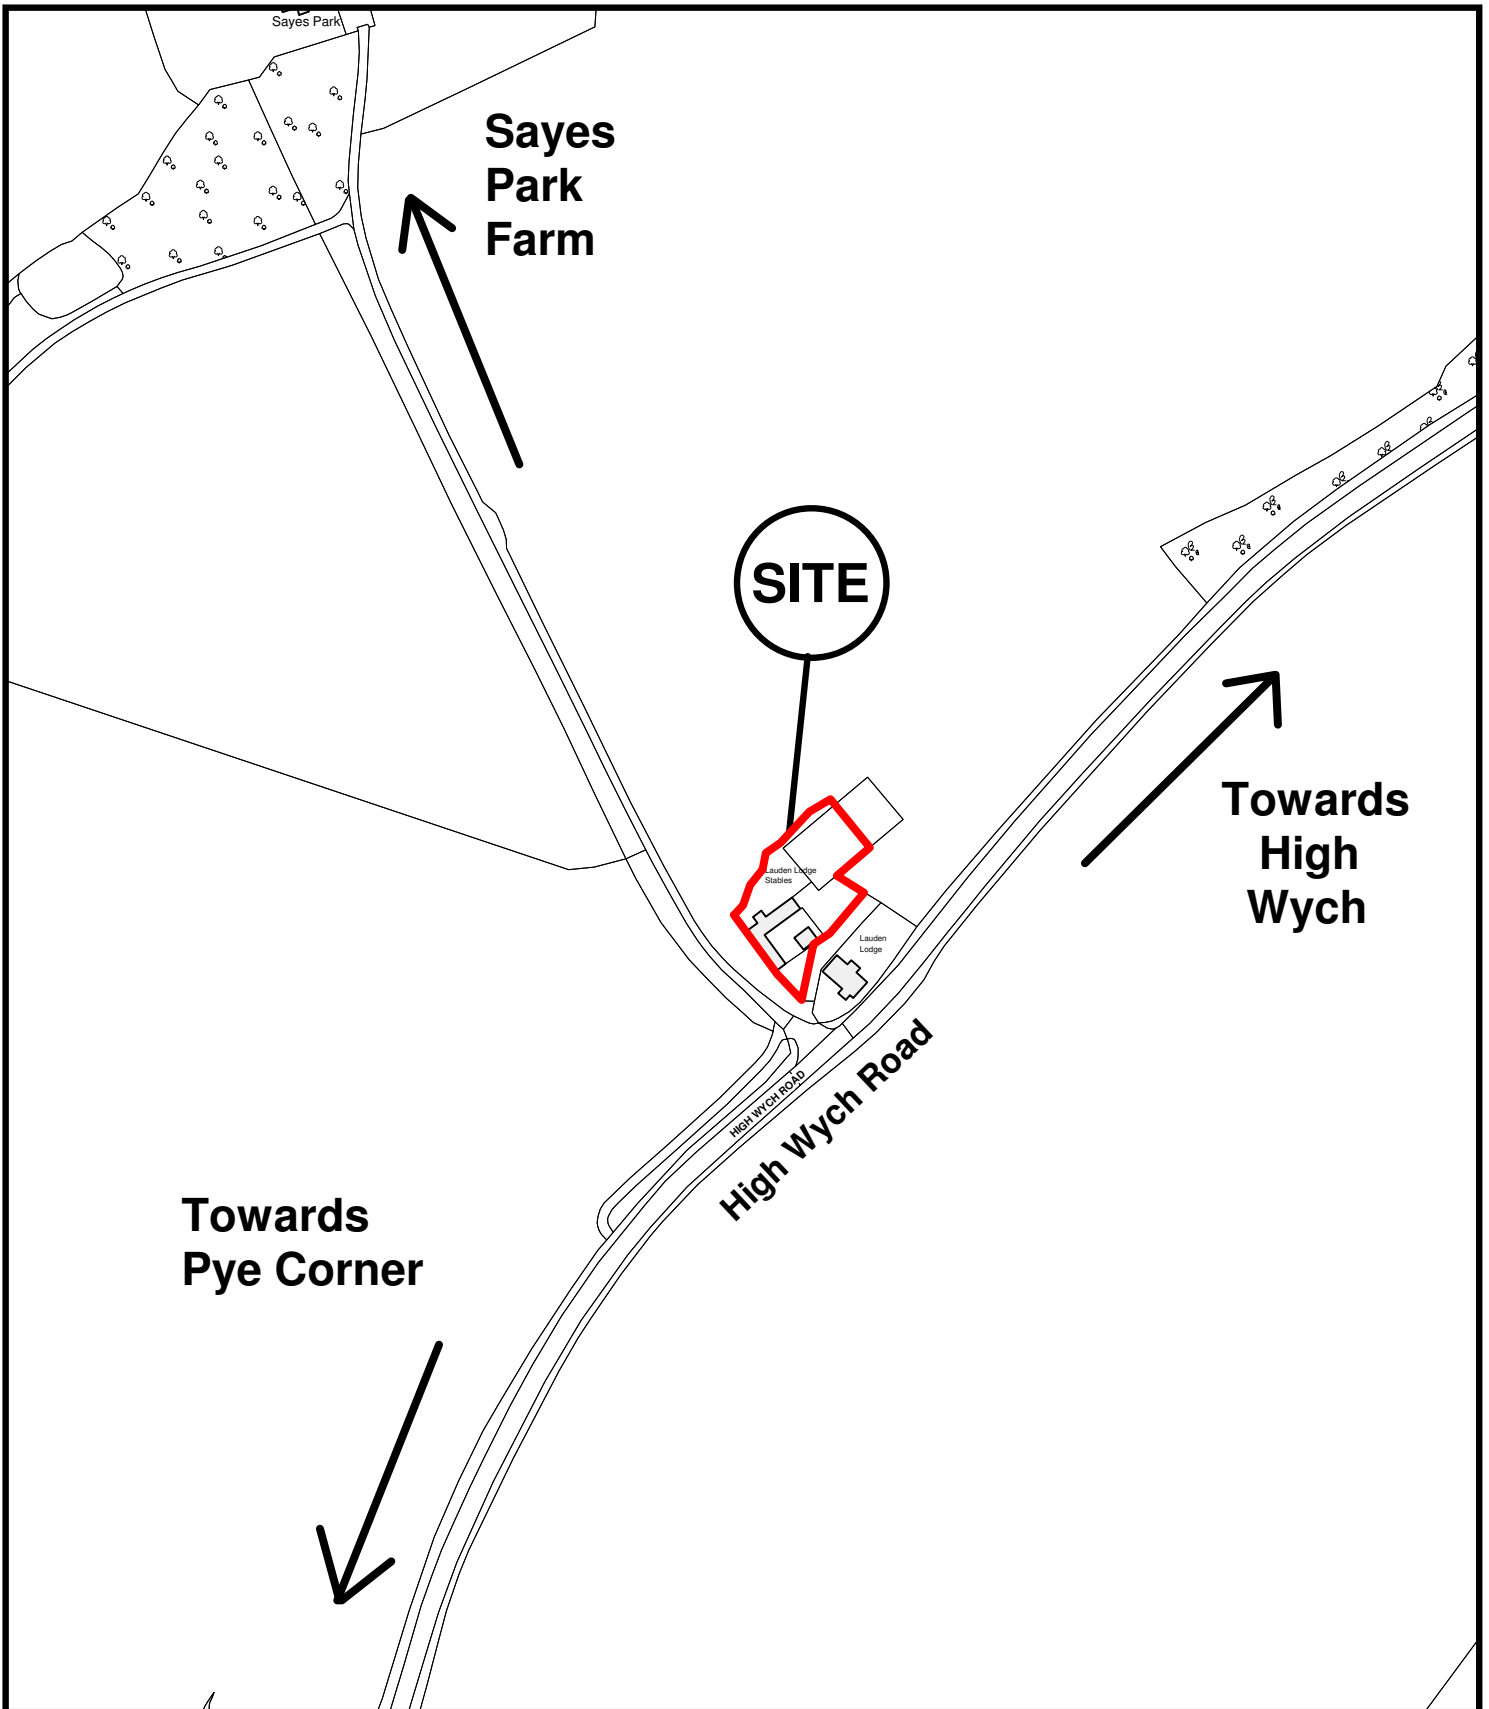 Sayes Park
Sayes
Park
Farm
SITE
Towards
High
Wych
Lauden Lodge
Stables
Lauden
Lodge
HIGH WYCH ROAD
High Wych Road
Towards
Pye Corner